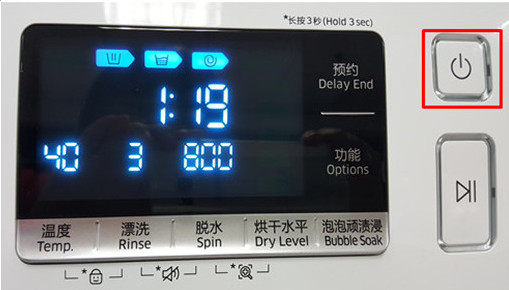 *长按3秒(Hold 3 sec)
预约
Delay End
1:19
40 3 800
功能
Options
温度 漂洗 脱水 烘干水平 泡泡顽渍浸
Temp. Rinse Spin Dry Level Bubble Soak
* * *